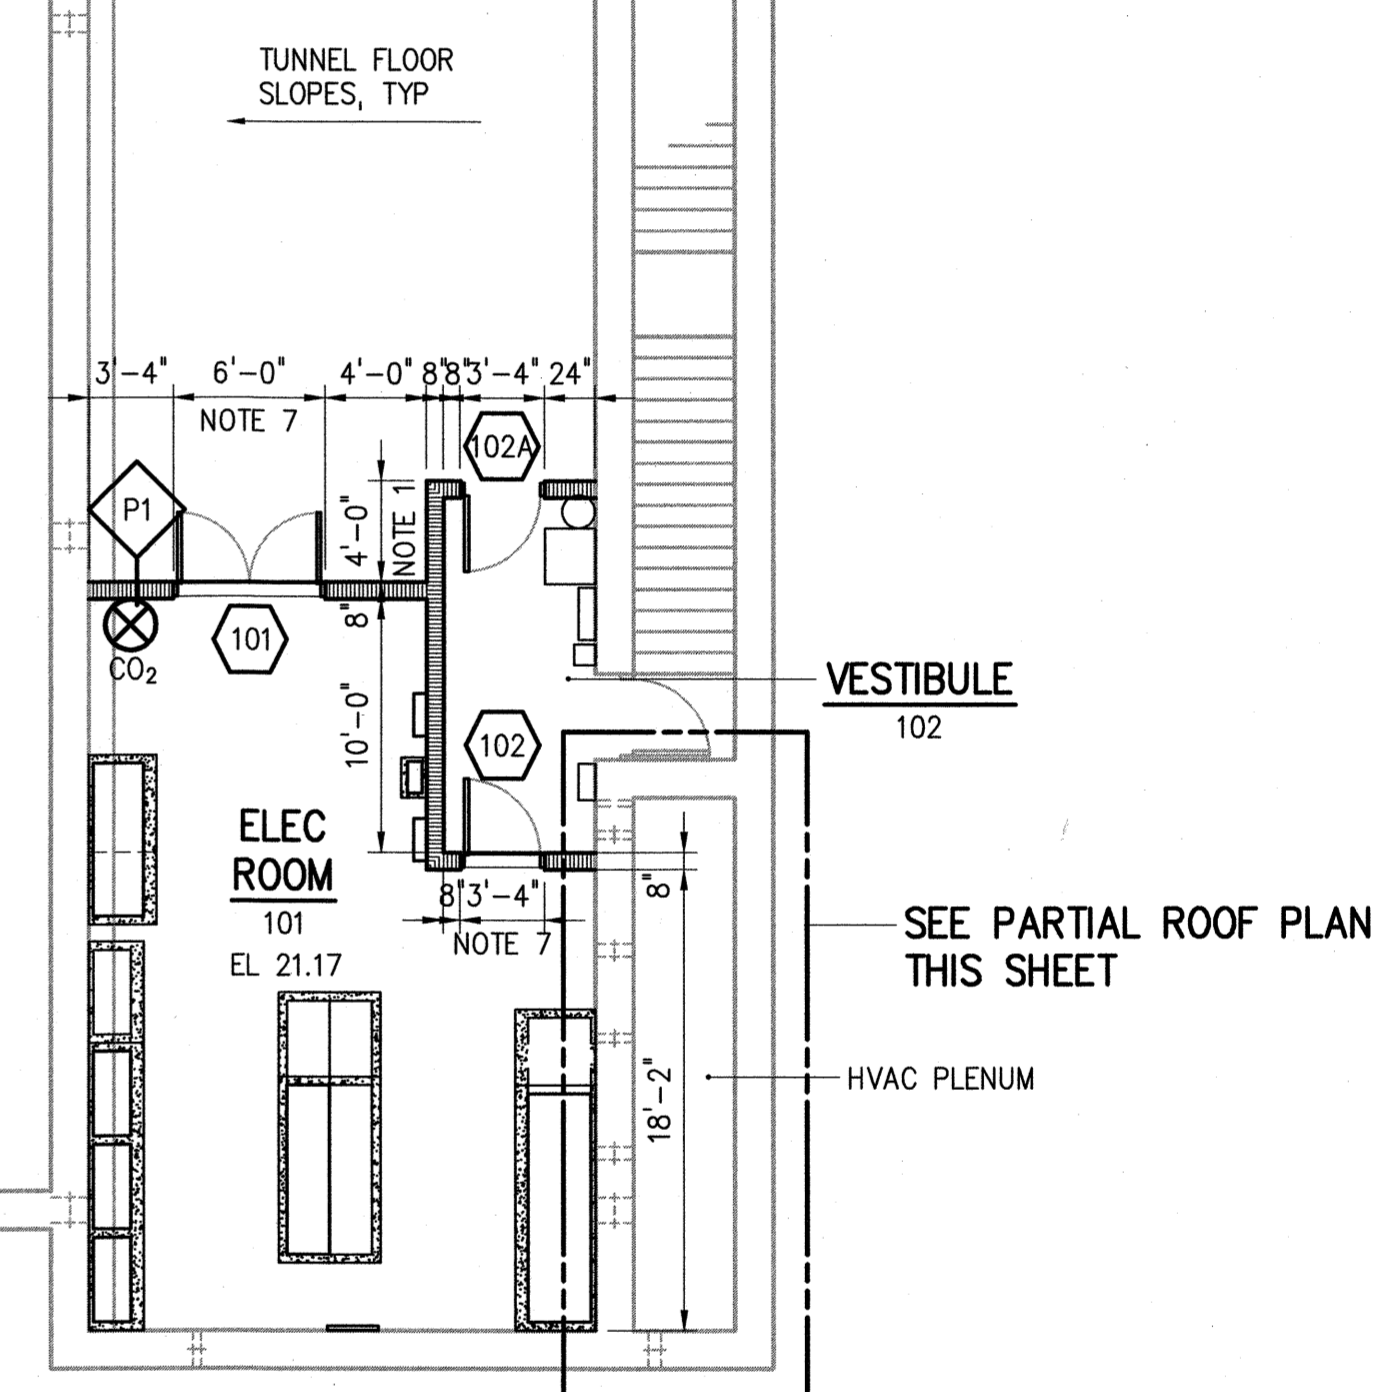 TUNNEL FLOOR
SLOPES, TYP
3'-4" 6'-0" 4'-0" 8" 8" 3'-4" 24"
NOTE 7
102A
P1
4'-0"
NOTE 1
8"
101
CO₂
10'-0"
VESTIBULE
102
102
ELEC
ROOM
101
EL 21.17
8" 3'-4"
NOTE 7
8"
SEE PARTIAL ROOF PLAN
THIS SHEET
18'-2"
HVAC PLENUM